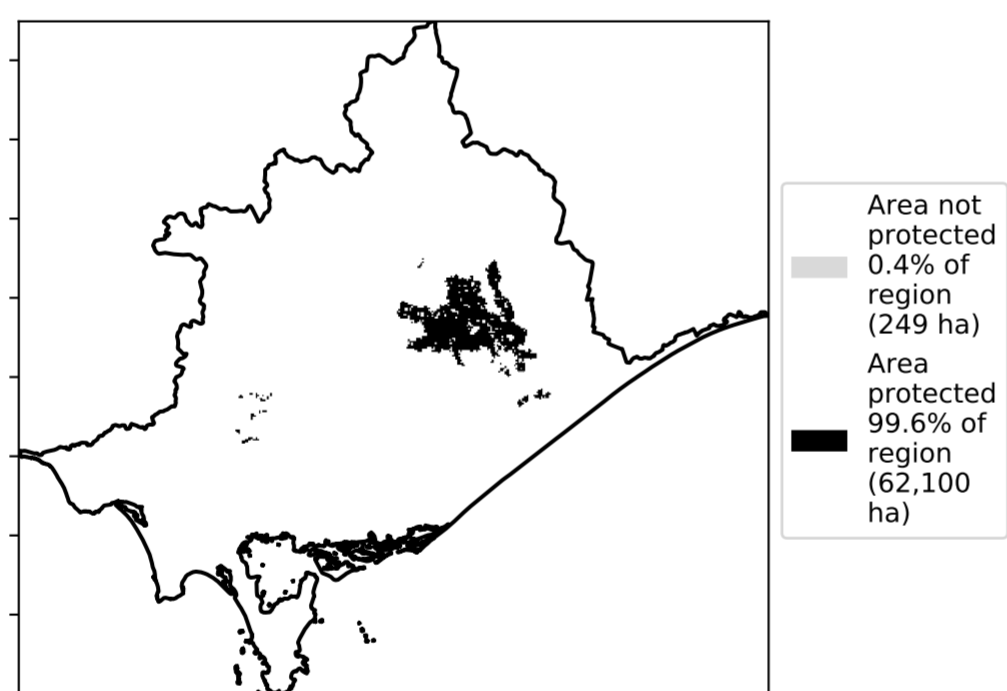 Area not
protected
0.4% of
region
(249 ha)
Area
protected
99.6% of
region
(62,100
ha)